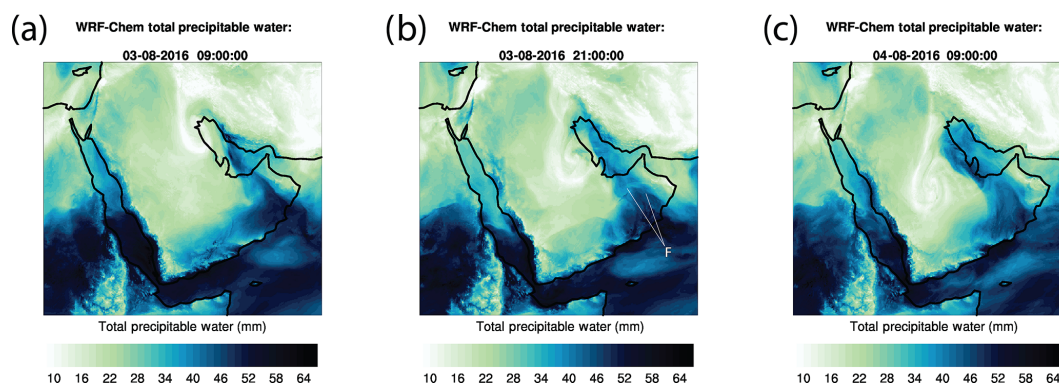 (a)
WRF-Chem total precipitable water:
03-08-2016 09:00:00
Total precipitable water (mm)
10 16 22 28 34 40 46 52 58 64
(b)
WRF-Chem total precipitable water:
03-08-2016 21:00:00
F
Total precipitable water (mm)
10 16 22 28 34 40 46 52 58 64
(c)
WRF-Chem total precipitable water:
04-08-2016 09:00:00
Total precipitable water (mm)
10 16 22 28 34 40 46 52 58 64